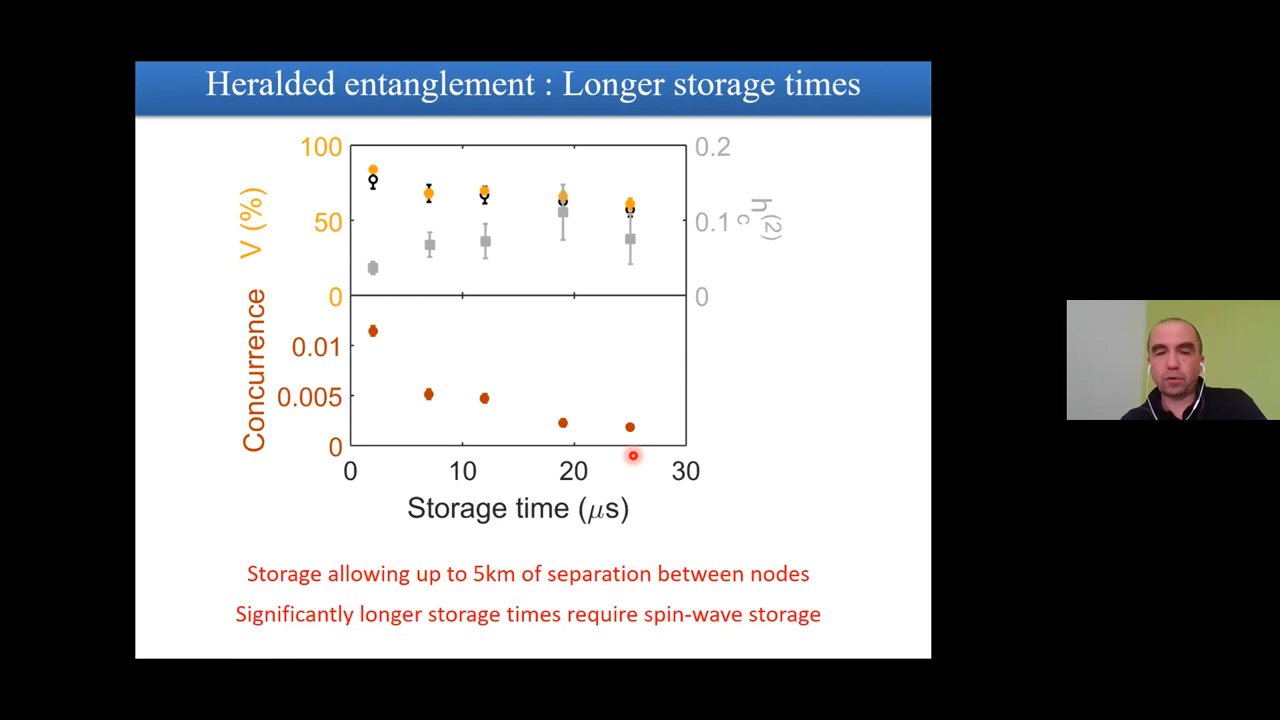 Heralded entanglement : Longer storage times
100
50
0
V (%)
0.2
0.1
0
h_c^(2)
Concurrence
0.01
0.005
0
0
10
20
30
Storage time (μs)
Storage allowing up to 5km of separation between nodes
Significantly longer storage times require spin-wave storage